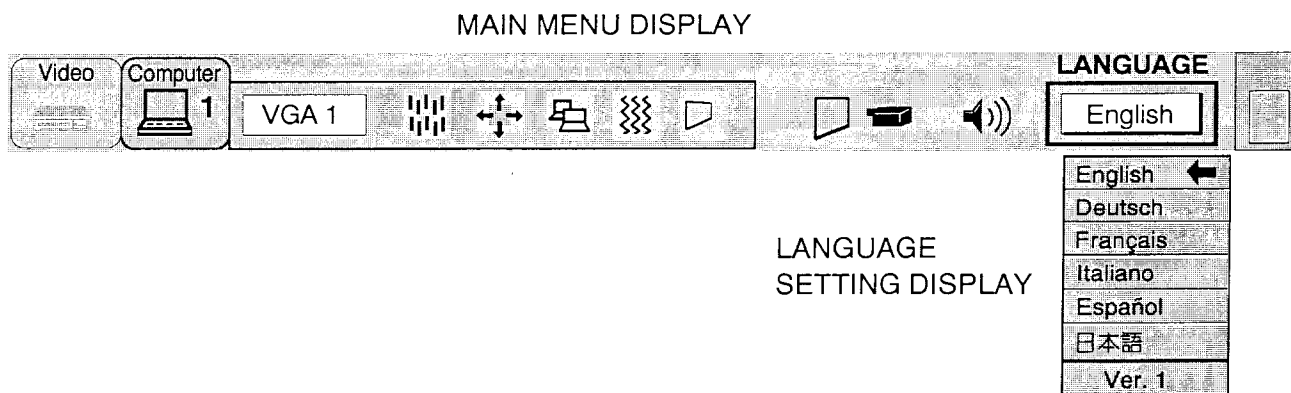 MAIN MENU DISPLAY
Video
Computer
1
VGA 1
LANGUAGE
English
English
Deutsch
Français
Italiano
Español
日本語
Ver. 1
LANGUAGE
SETTING DISPLAY